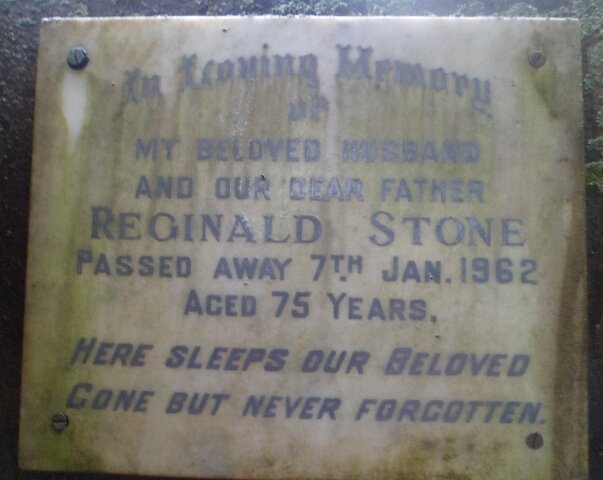 In Loving Memory
of
MY BELOVED HUSBAND
AND OUR DEAR FATHER
REGINALD STONE
PASSED AWAY 7TH JAN. 1962
AGED 75 YEARS.
HERE SLEEPS OUR BELOVED
GONE BUT NEVER FORGOTTEN.